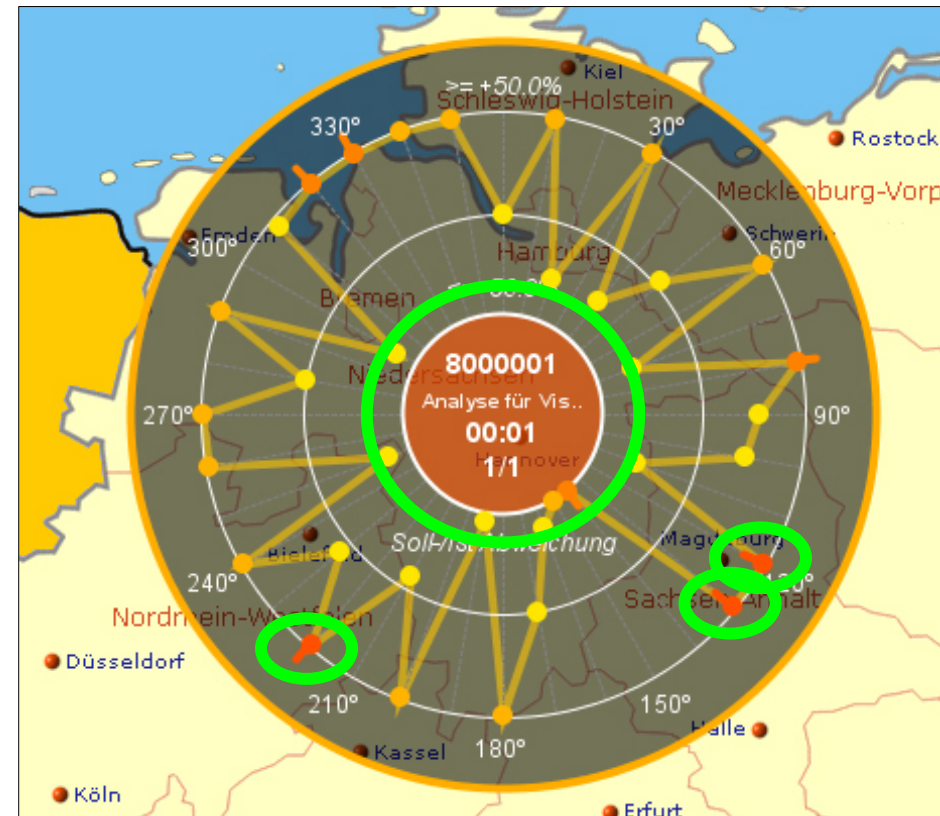 Kiel
>= +50.0%
Schleswig-Holstein
330°
30°
Rostock
Mecklenburg-Vorp
Emden
Schwerin
300°
Hamburg
60°
Bremen
8000001
Niedersachsen
Analyse für Vis..
270°
90°
00:01
Hannover
1/1
Soll-/Ist-Abweichung
Magdeburg
Bielefeld
240°
120°
Sachsen-Anhalt
Nordrhein-Westfalen
Düsseldorf
210°
150°
Halle
180°
Kassel
Köln
Erfurt